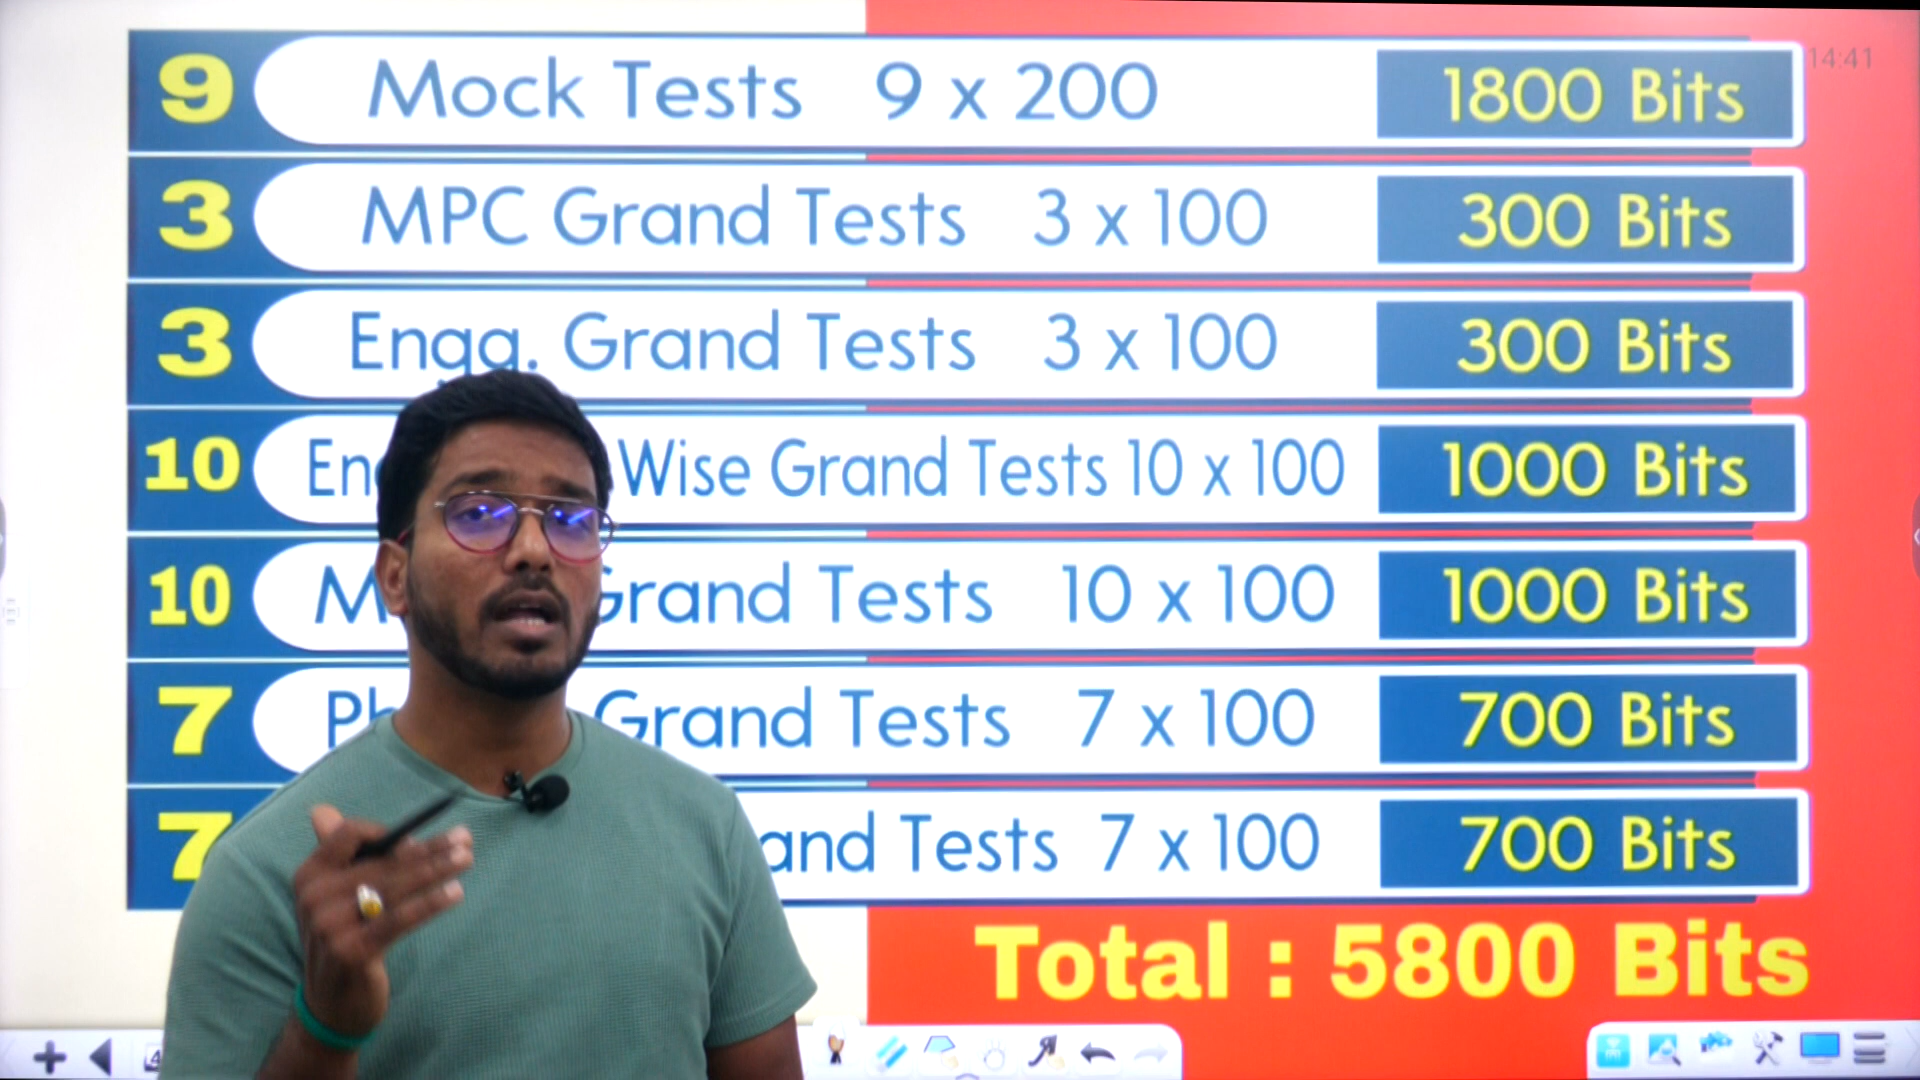 9 Mock Tests 9 x 200 1800 Bits
14:41
3 MPC Grand Tests 3 x 100 300 Bits
3 Engg. Grand Tests 3 x 100 300 Bits
10 Wise Grand Tests 10 x 100 1000 Bits
10 Grand Tests 10 x 100 1000 Bits
7 Grand Tests 7 x 100 700 Bits
7 Tests 7 x 100 700 Bits
Total : 5800 Bits